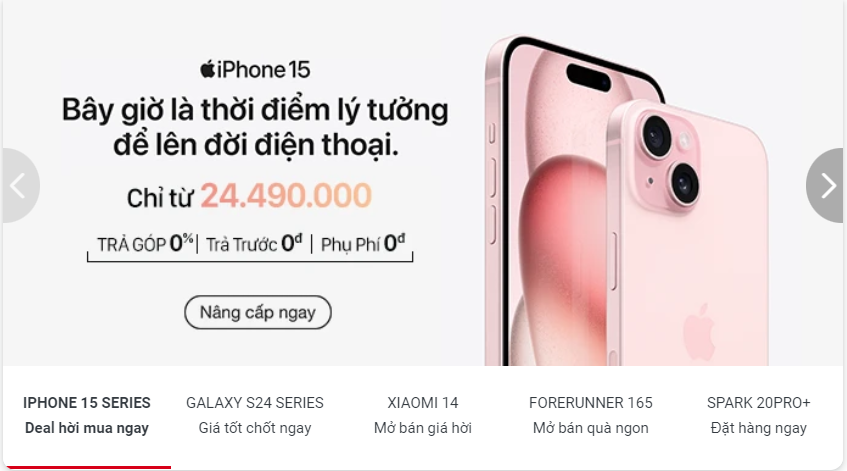 iPhone 15
Bây giờ là thời điểm lý tưởng
để lên đời điện thoại.
Chỉ từ 24.490.000
TRẢ GÓP 0% | Trả Trước 0đ | Phụ Phí 0đ
Nâng cấp ngay
IPHONE 15 SERIES
Deal hời mua ngay
GALAXY S24 SERIES
Giá tốt chốt ngay
XIAOMI 14
Mở bán giá hời
FORERUNNER 165
Mở bán quà ngon
SPARK 20PRO+
Đặt hàng ngay